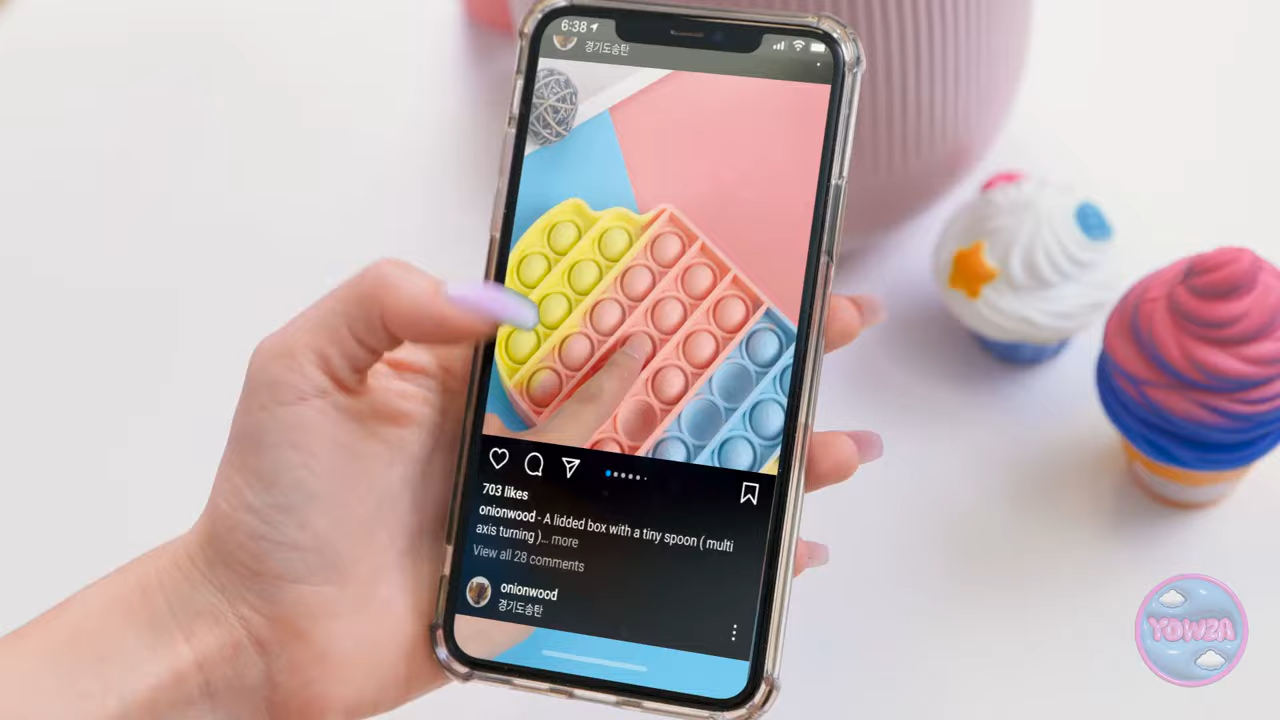 6:38
경기도송탄
703 likes
onionwood - A lidded box with a tiny spoon ( multi
axis turning )... more
View all 28 comments
onionwood
경기도송탄
YOWZA